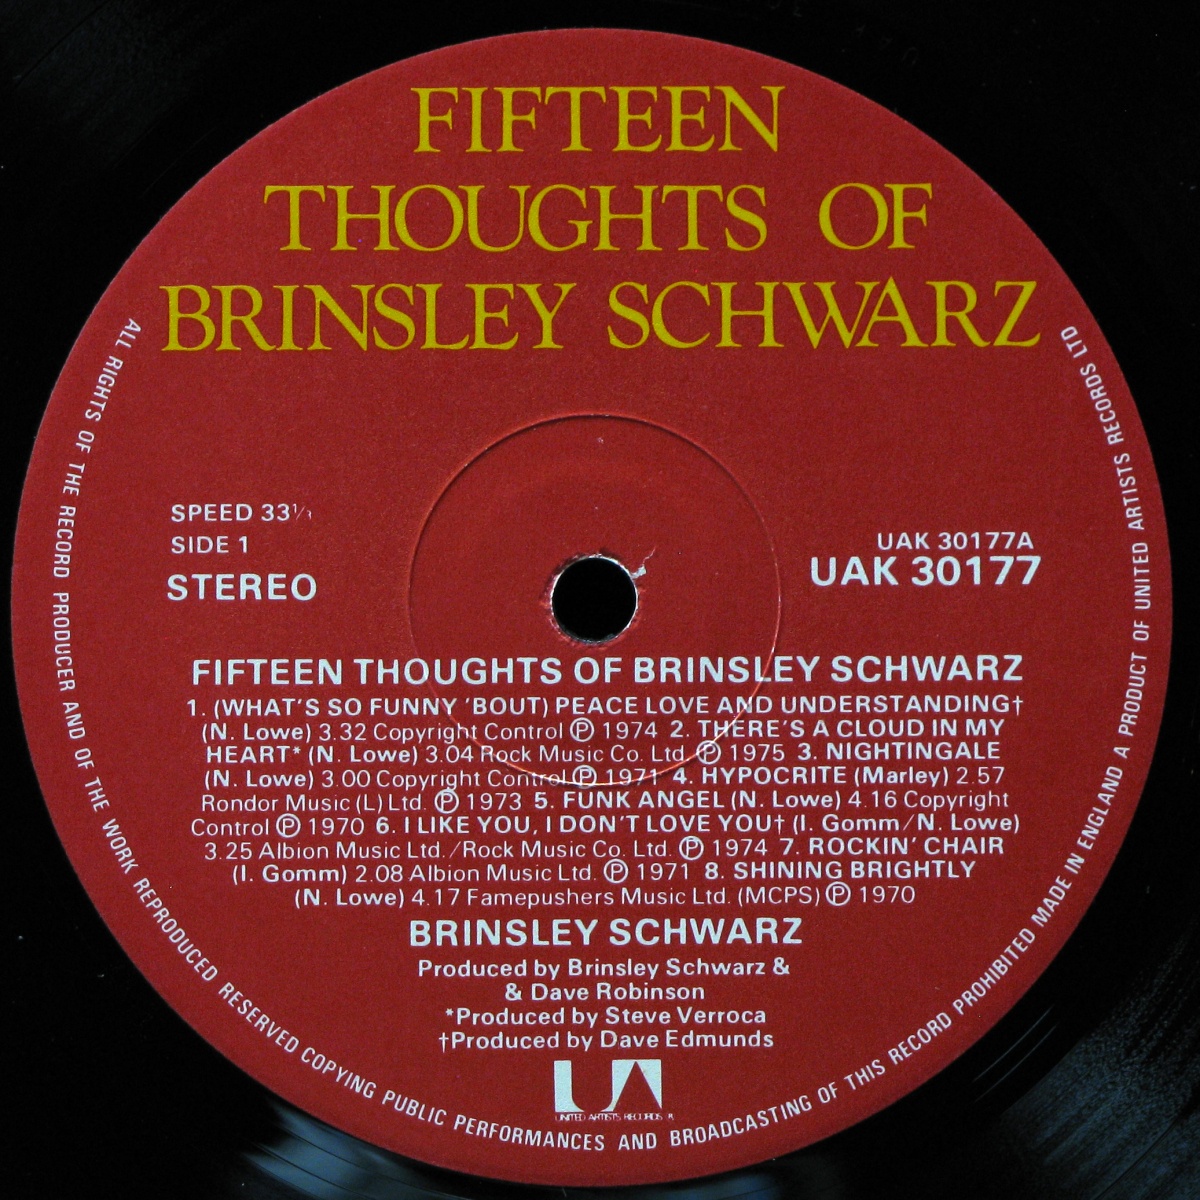 FIFTEEN
THOUGHTS OF
BRINSLEY SCHWARZ
SPEED 33⅓
SIDE 1
STEREO
UAK 30177A
UAK 30177
FIFTEEN THOUGHTS OF BRINSLEY SCHWARZ
1. (WHAT'S SO FUNNY 'BOUT) PEACE LOVE AND UNDERSTANDING†
(N. Lowe) 3.32 Copyright Control ℗ 1974 2. THERE'S A CLOUD IN MY
HEART* (N. Lowe) 3.04 Rock Music Co. Ltd. ℗ 1975 3. NIGHTINGALE
(N. Lowe) 3.00 Copyright Control ℗ 1971 4. HYPOCRITE (Marley) 2.57
Rondor Music (L) Ltd. ℗ 1973 5. FUNK ANGEL (N. Lowe) 4.16 Copyright
Control ℗ 1970 6. I LIKE YOU, I DON'T LOVE YOU† (I. Gomm/N. Lowe)
3.25 Albion Music Ltd./Rock Music Co. Ltd. ℗ 1974 7. ROCKIN' CHAIR
(I. Gomm) 2.08 Albion Music Ltd. ℗ 1971 8. SHINING BRIGHTLY
(N. Lowe) 4.17 Famepushers Music Ltd. (MCPS) ℗ 1970
BRINSLEY SCHWARZ
Produced by Brinsley Schwarz &
& Dave Robinson
*Produced by Steve Verroca
†Produced by Dave Edmunds
UA
UNITED ARTISTS RECORDS
ALL RIGHTS OF THE RECORD PRODUCER AND OF THE WORK REPRODUCED RESERVED COPYING PUBLIC PERFORMANCES AND BROADCASTING OF THIS RECORD PROHIBITED MADE IN ENGLAND A PRODUCT OF UNITED ARTISTS RECORDS LTD